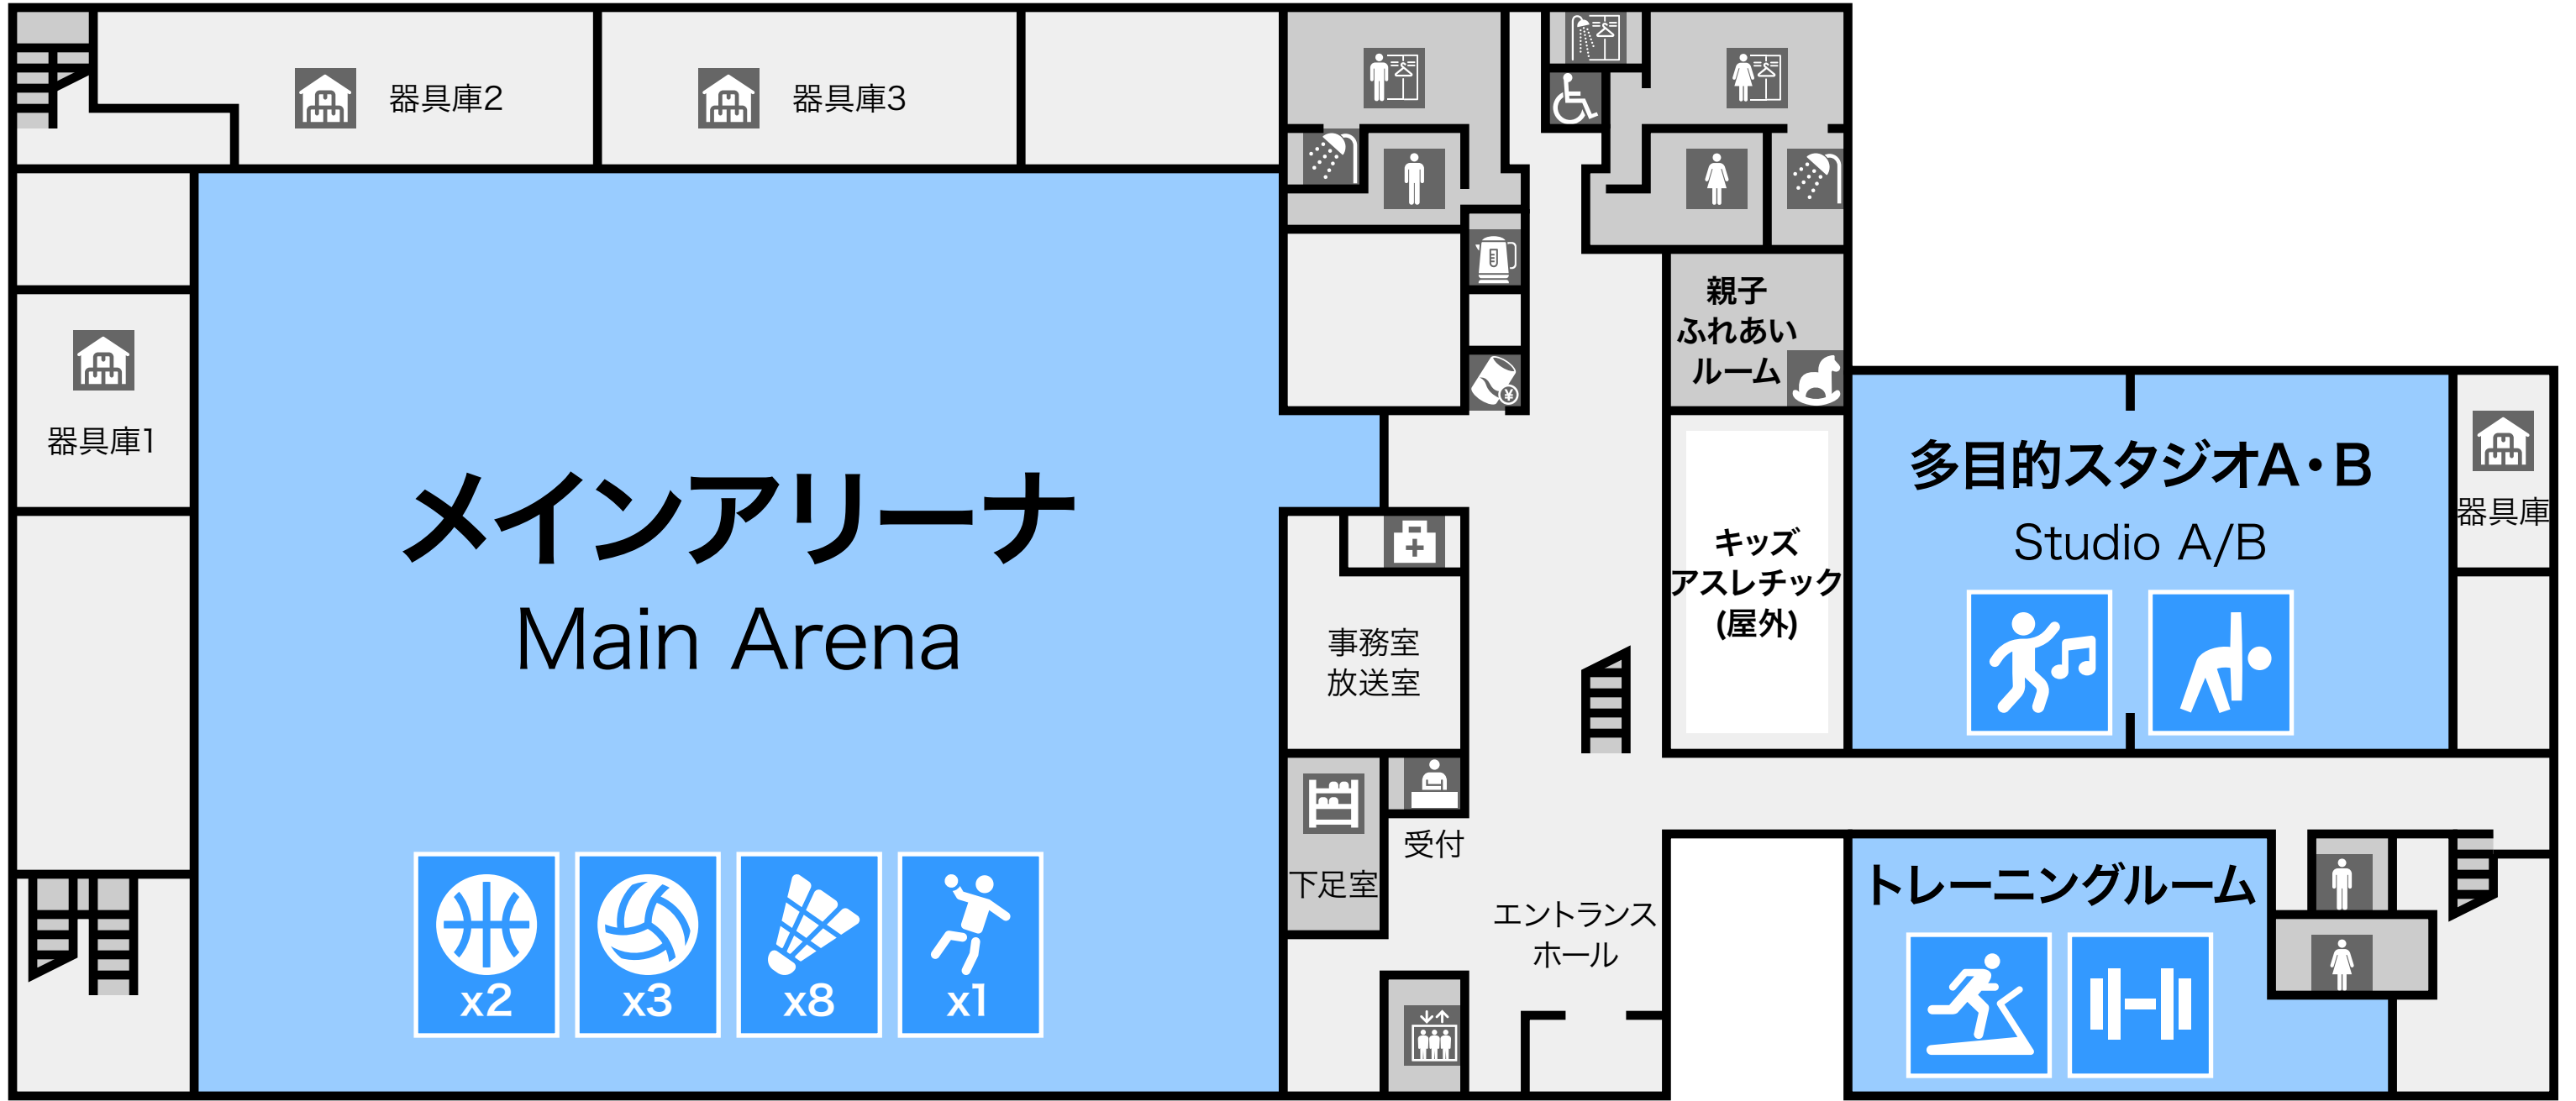 器具庫2
器具庫3
器具庫1
メインアリーナ
Main Arena
x2
x3
x8
x1
親子
ふれあい
ルーム
キッズ
アスレチック
(屋外)
事務室
放送室
下足室
受付
エントランス
ホール
多目的スタジオA・B
Studio A/B
器具庫
トレーニングルーム
¥